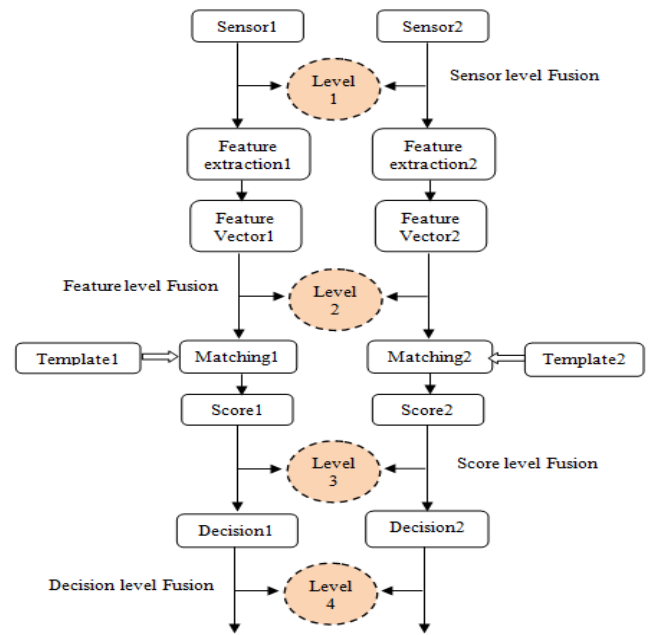 Sensor1
Sensor2
Level
1
Sensor level Fusion
Feature
extraction1
Feature
extraction2
Feature
Vector1
Feature
Vector2
Feature level Fusion
Level
2
Template1
Matching1
Matching2
Template2
Score1
Score2
Level
3
Score level Fusion
Decision1
Decision2
Decision level Fusion
Level
4